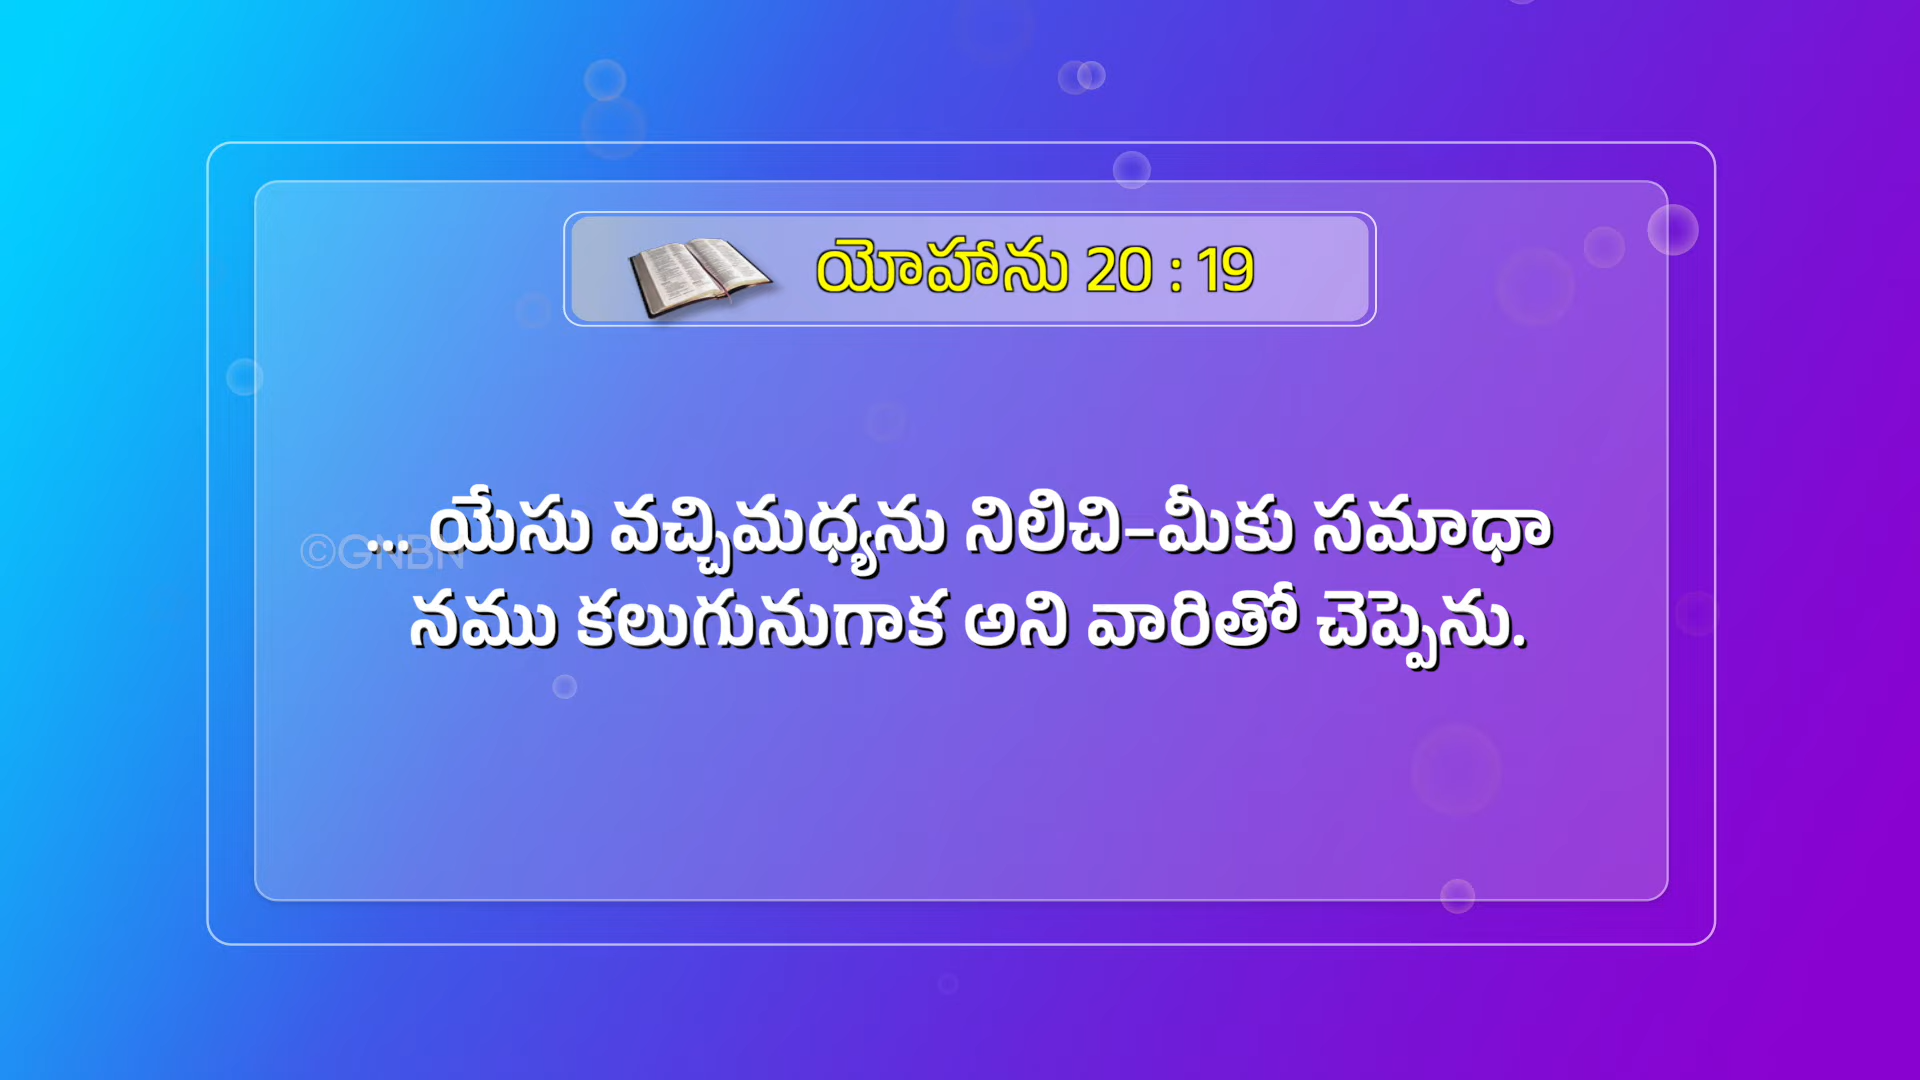 యోహాను 20 : 19
... యేసు వచ్చిమధ్యను నిలిచి-మీకు సమాధా
నము కలుగునుగాక అని వారితో చెప్పెను.
©GNBN